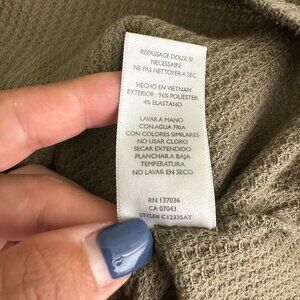 REPASSAGE DOUX SI
NECESSAIRE
NE PAS NETTOYER A SEC
HECHO EN VIETNAM
EXTERIOR: 96% POLIÉSTER
4% ELASTANO
LAVAR A MANO
CON AGUA FRIA
CON COLORES SIMILARES
NO USAR CLORO
SECAR EXTENDIDO
PLANCHAR A BAJA
TEMPERATURA
NO LAVAR EN SECO
RN 137036
CA 07043
STYLE# C12335AT